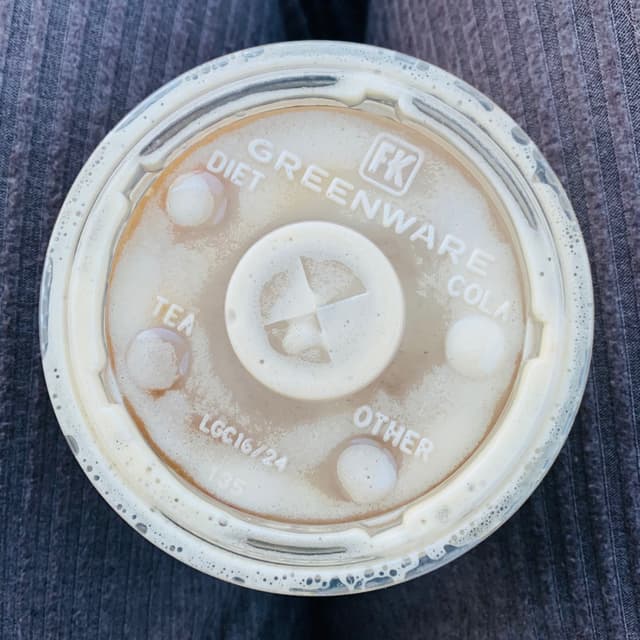 FK
GREENWARE
DIET
COLA
TEA
OTHER
LGC16/24